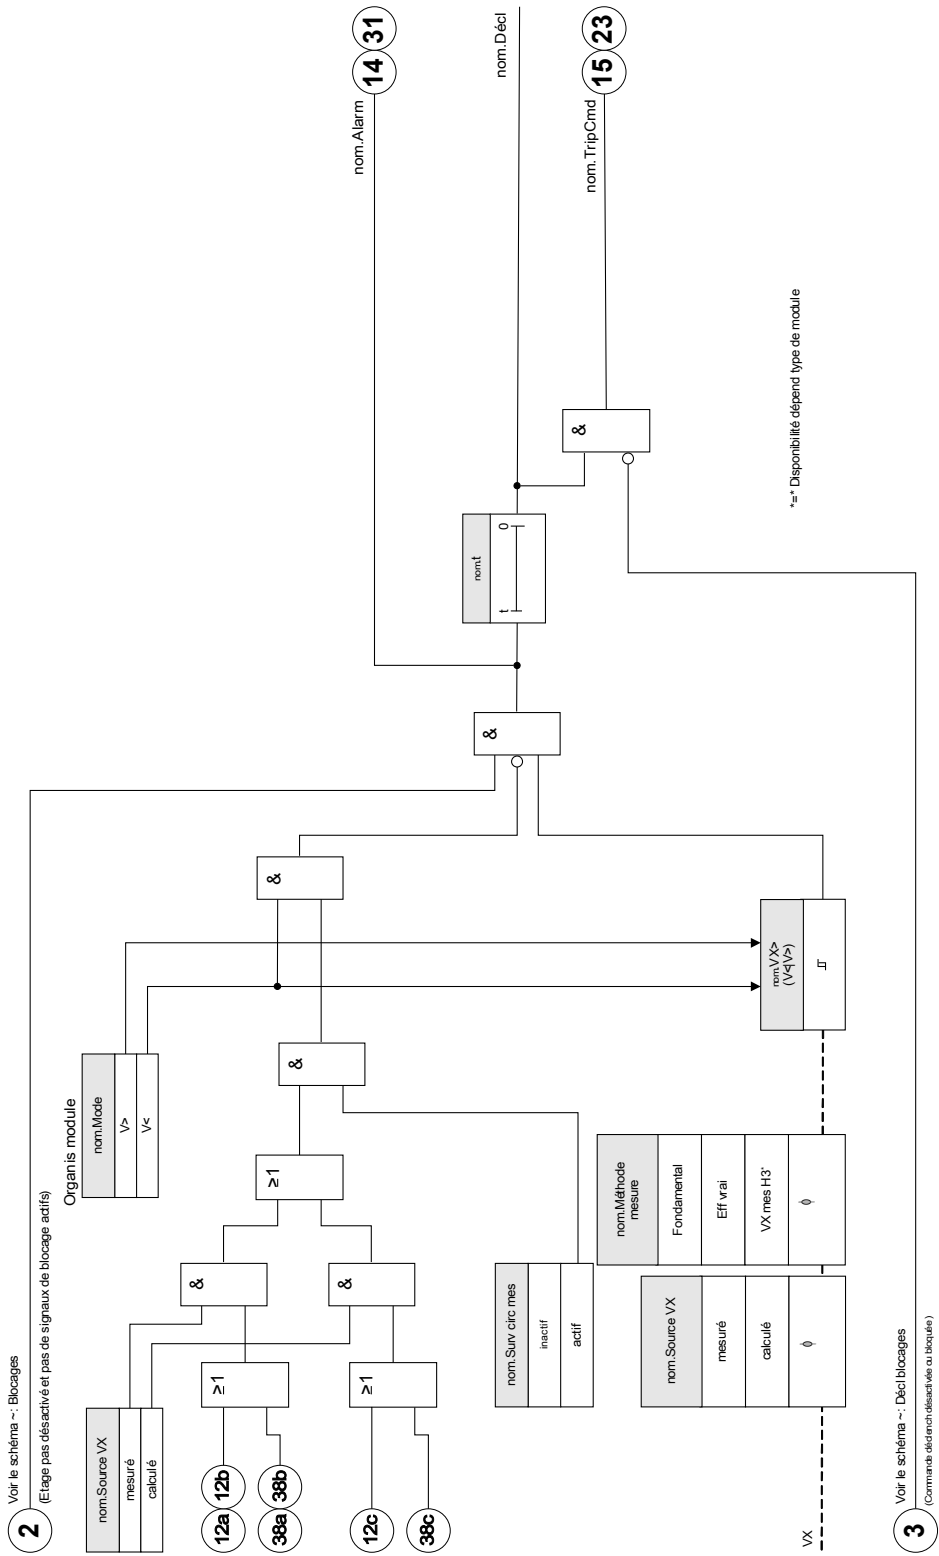 2
Voir le schéma ~: Blocages
(Etage pas désactivé et pas de signaux de blocage actifs)
Organis module
nom.Mode
V>
V<
nom.Source VX
mesuré
calculé
12a
12b
38a
38b
12c
38c
≥1
≥1
&
&
≥1
&
&
&
nom.Surv circ mes
inactif
actif
nom.Source VX
mesuré
calculé
ϕ
nom.Méthode
mesure
Fondamental
Eff vrai
VX mes H3*
ϕ
VX
nom.VX>
(V<|V>)
nom.t
t
0
&
nom.Alarm
14
31
nom.Décl
nom.TripCmd
15
23
*=* Disponibilité dépend type de module
3
Voir le schéma ~: Décl blocages
(Commande déclench désactivée ou bloquée)